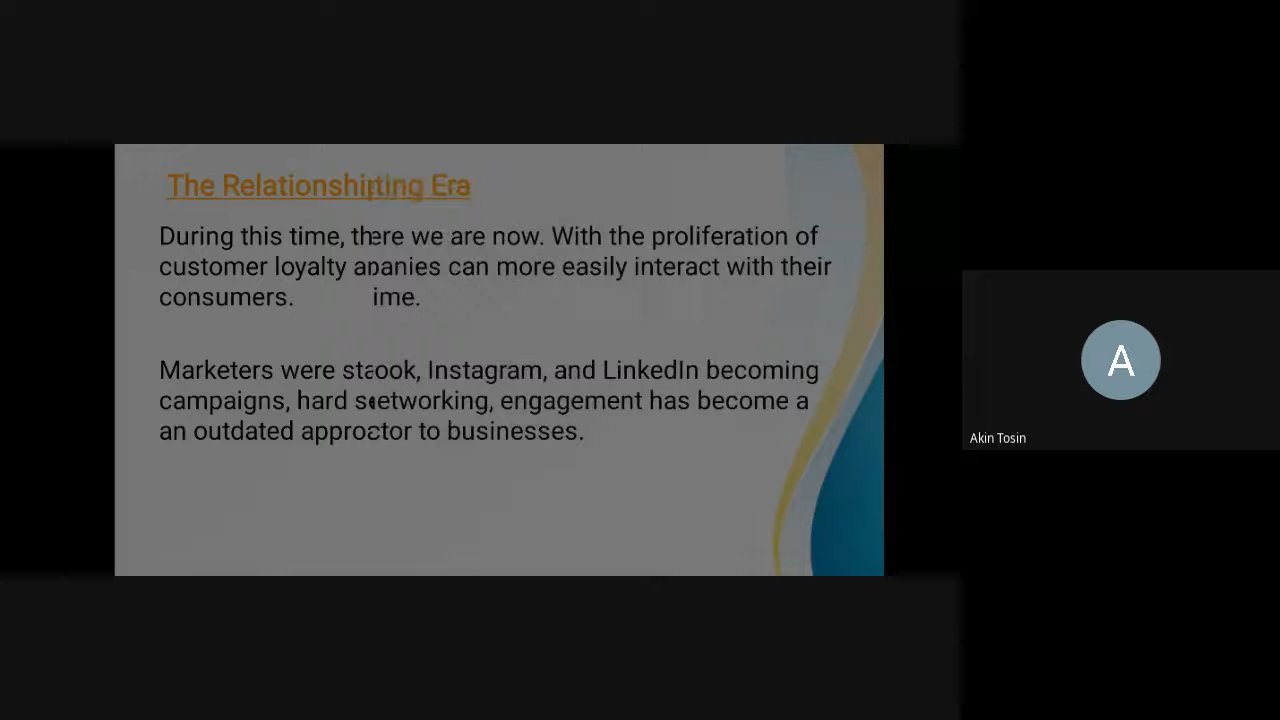 The Relationshipting Era
During this time, there we are now. With the proliferation of
customer loyalty apanies can more easily interact with their
consumers. ime.
Marketers were staook, Instagram, and LinkedIn becoming
campaigns, hard setworking, engagement has become a
an outdated approctor to businesses.
A
Akin Tosin